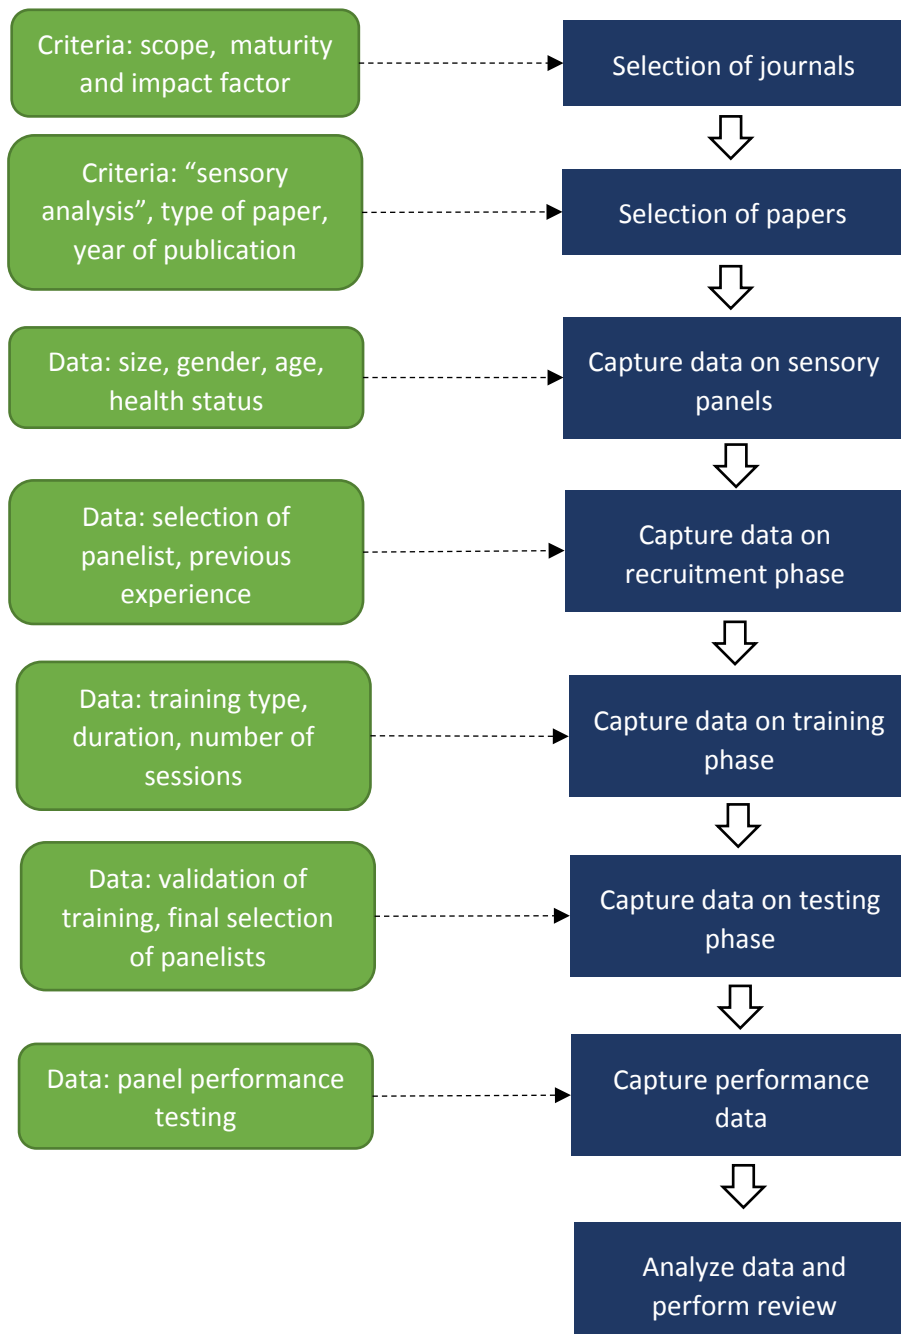 Criteria: scope, maturity
and impact factor
Selection of journals
Criteria: “sensory
analysis”, type of paper,
year of publication
Selection of papers
Data: size, gender, age,
health status
Capture data on sensory
panels
Data: selection of
panelist, previous
experience
Capture data on
recruitment phase
Data: training type,
duration, number of
sessions
Capture data on training
phase
Data: validation of
training, final selection
of panelists
Capture data on testing
phase
Data: panel performance
testing
Capture performance
data
Analyze data and
perform review